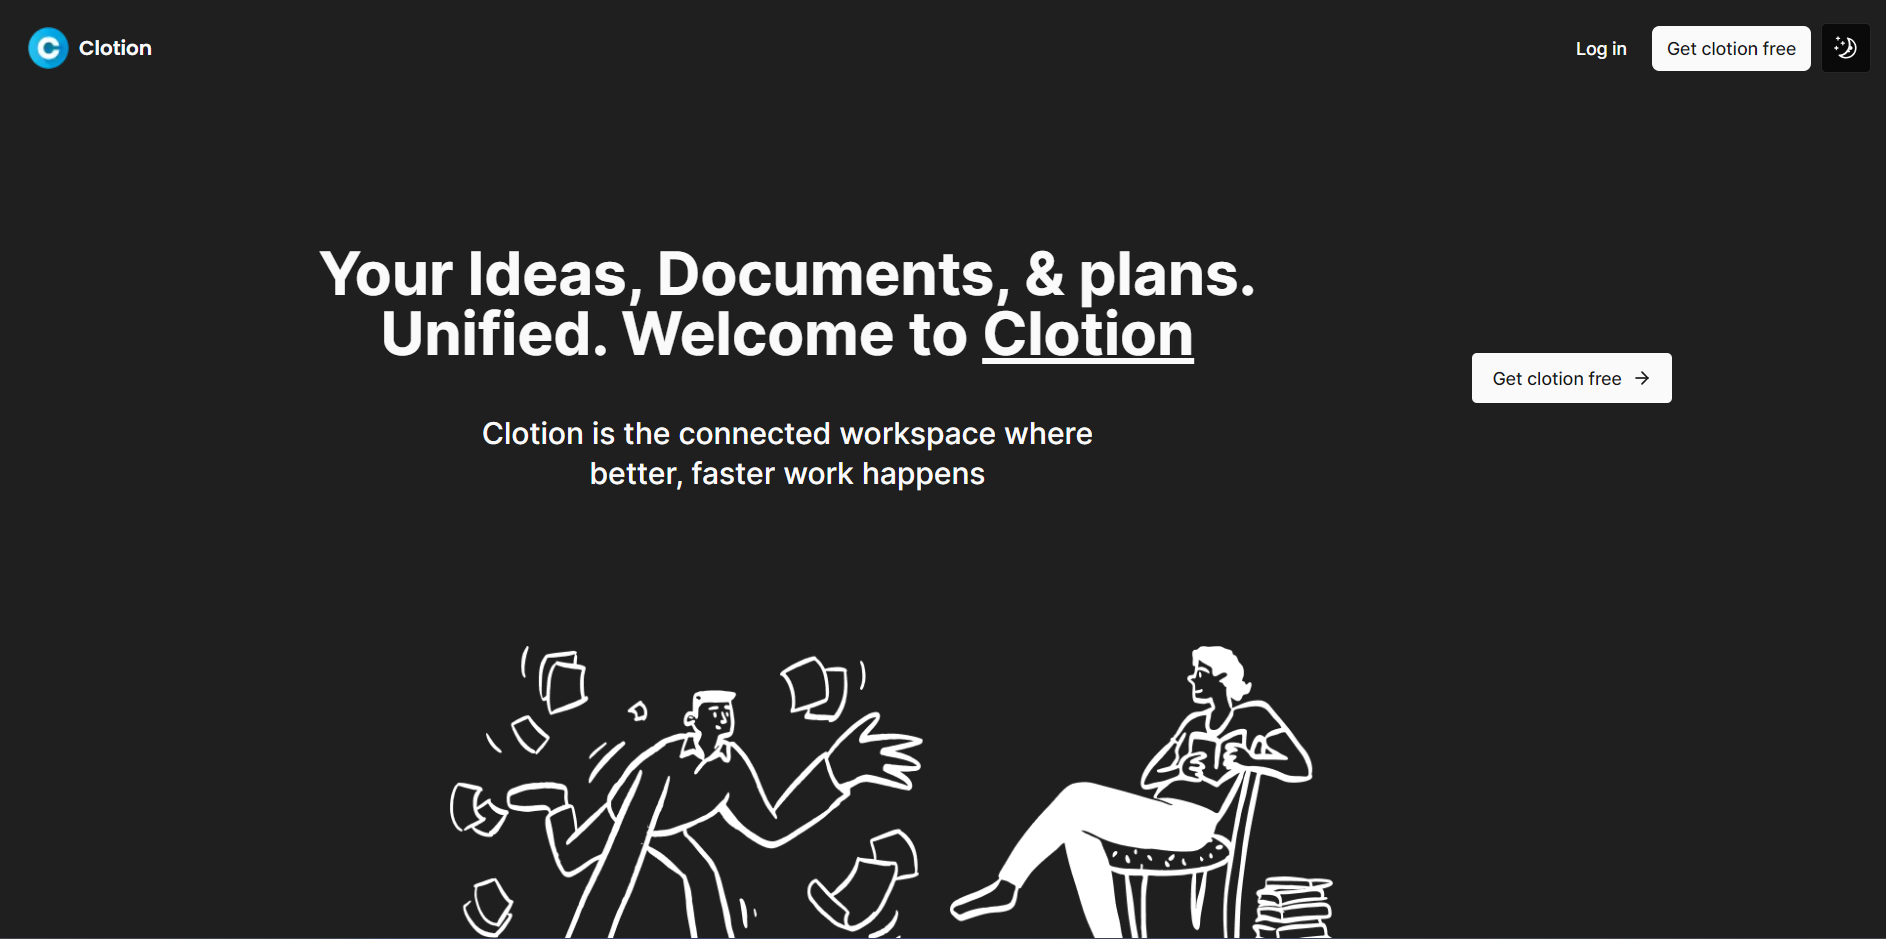 Clotion
Log in
Get clotion free
Your Ideas, Documents, & plans.
Unified. Welcome to Clotion
Get clotion free
Clotion is the connected workspace where
better, faster work happens